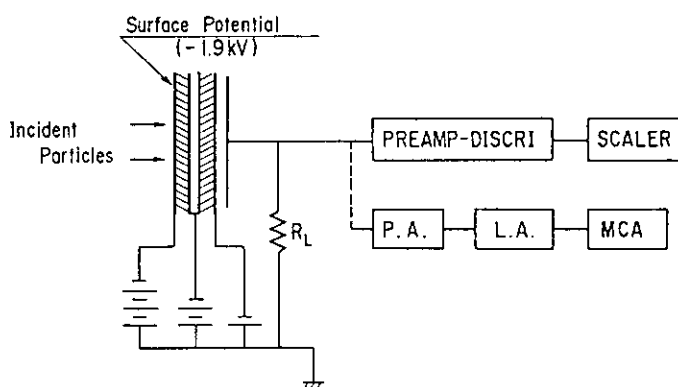 Surface Potential
(-1.9kV)
Incident
Particles
PREAMP-DISCRI
SCALER
R_L
P.A.
L.A.
MCA